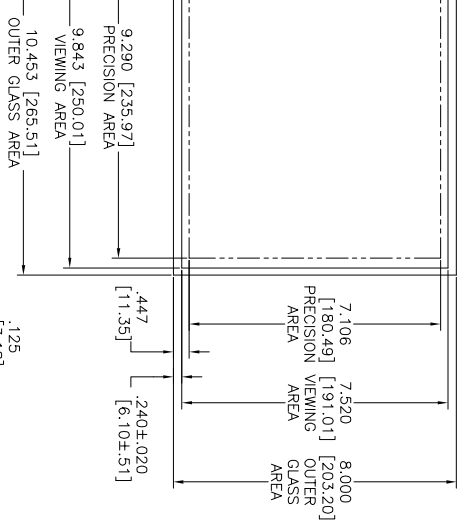 9.290 [235.97]
PRECISION AREA
9.843 [250.01]
VIEWING AREA
10.453 [265.51]
OUTER GLASS AREA
7.106
[180.49]
PRECISION
AREA
7.520
[191.01]
VIEWING
AREA
8.000
[203.20]
OUTER
GLASS
AREA
.447
[11.35]
.240±.020
[6.10±.51]
.125